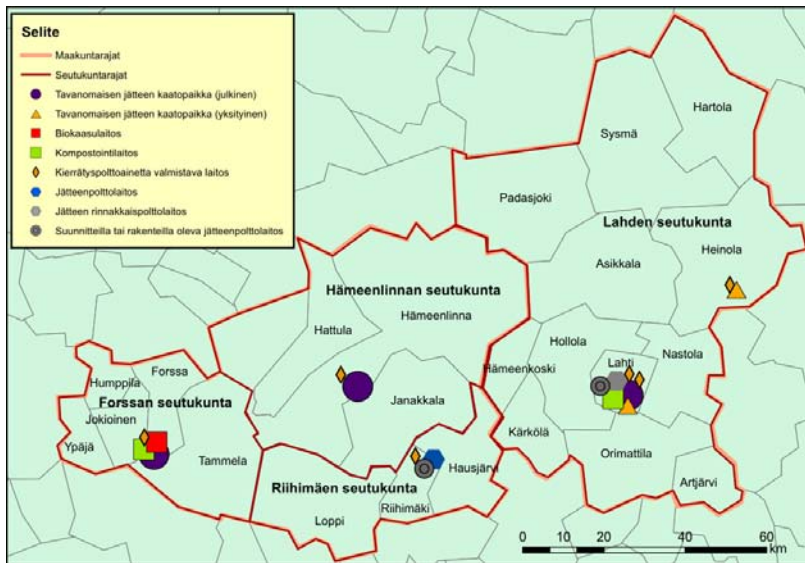 Selite
Maakuntarajat
Seutukuntarajat
Tavanomaisen jätteen kaatopaikka (julkinen)
Tavanomaisen jätteen kaatopaikka (yksityinen)
Biokaasulaitos
Kompostointilaitos
Kierrätyspolttoainetta valmistava laitos
Jätteenpolttolaitos
Jätteen rinnakkaispolttolaitos
Suunnitteilla tai rakenteilla oleva jätteenpolttolaitos
Hartola
Sysmä
Padasjoki
Lahden seutukunta
Heinola
Asikkala
Hämeenlinnan seutukunta
Hämeenlinna
Hattula
Hollola
Nastola
Lahti
Hämeenkoski
Forssa
Humppila
Forssan seutukunta
Janakkala
Jokioinen
Kärkölä
Ypäjä
Orimattila
Tammela
Hausjärvi
Artjärvi
Riihimäen seutukunta
Riihimäki
Loppi
0 10 20 40 60
km